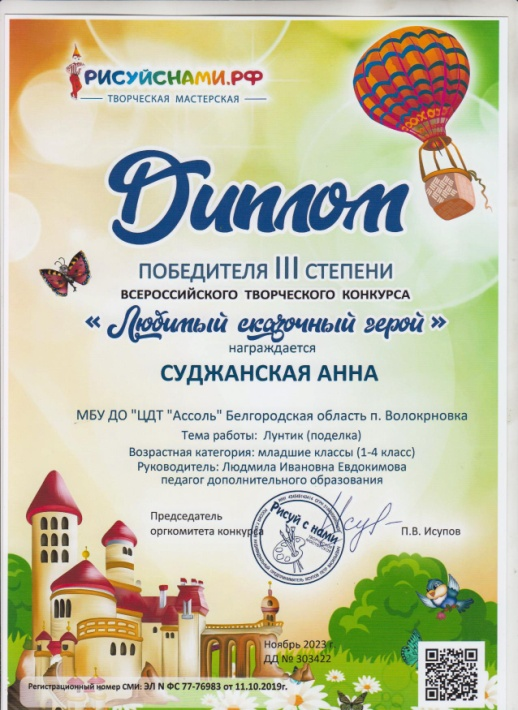 РИСУЙСНАМИ.РФ
ТВОРЧЕСКАЯ МАСТЕРСКАЯ
Диплом
ПОБЕДИТЕЛЯ III СТЕПЕНИ
ВСЕРОССИЙСКОГО ТВОРЧЕСКОГО КОНКУРСА
« Любимый сказочный герой »
награждается
СУДЖАНСКАЯ АННА
МБУ ДО "ЦДТ "Ассоль" Белгородская область п. Волокрновка
Тема работы: Лунтик (поделка)
Возрастная категория: младшие классы (1-4 класс)
Руководитель: Людмила Ивановна Евдокимова
педагог дополнительного образования
Председатель
оргкомитета конкурса
П.В. Исупов
Рисуй с нами
Ноябрь 2023 г.
ДД № 303422
Регистрационный номер СМИ: ЭЛ N ФС 77-76983 от 11.10.2019г.